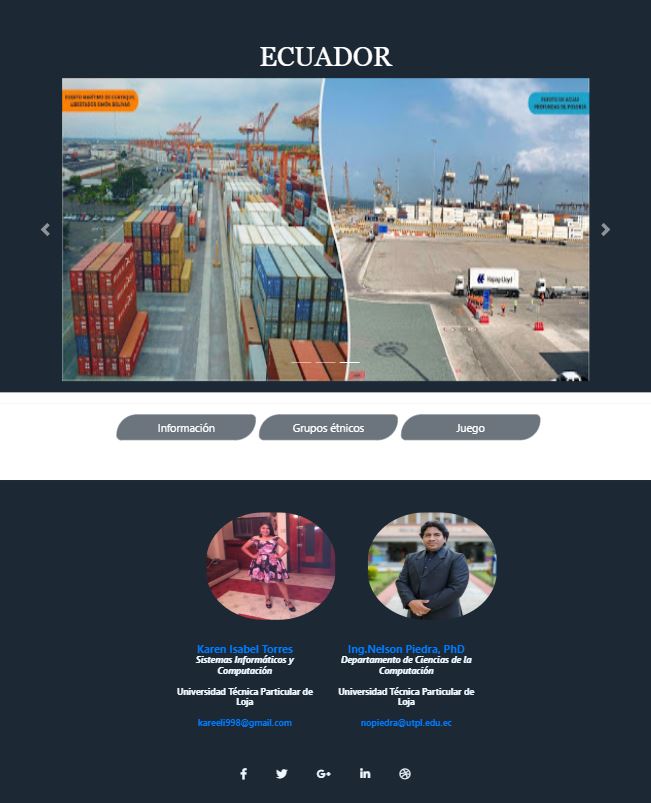 ECUADOR
PUERTO MARÍTIMO DE GUAYAQUIL
LIBERTADOR SIMÓN BOLÍVAR
PUERTO DE AGUAS
PROFUNDAS DE POSORJA
Hapag-Lloyd
Información
Grupos étnicos
Juego
Karen Isabel Torres
Sistemas Informáticos y
Computación
Universidad Técnica Particular de
Loja
kareeli998@gmail.com
Ing.Nelson Piedra, PhD
Departamento de Ciencias de la
Computación
Universidad Técnica Particular de
Loja
nopiedra@utpl.edu.ec